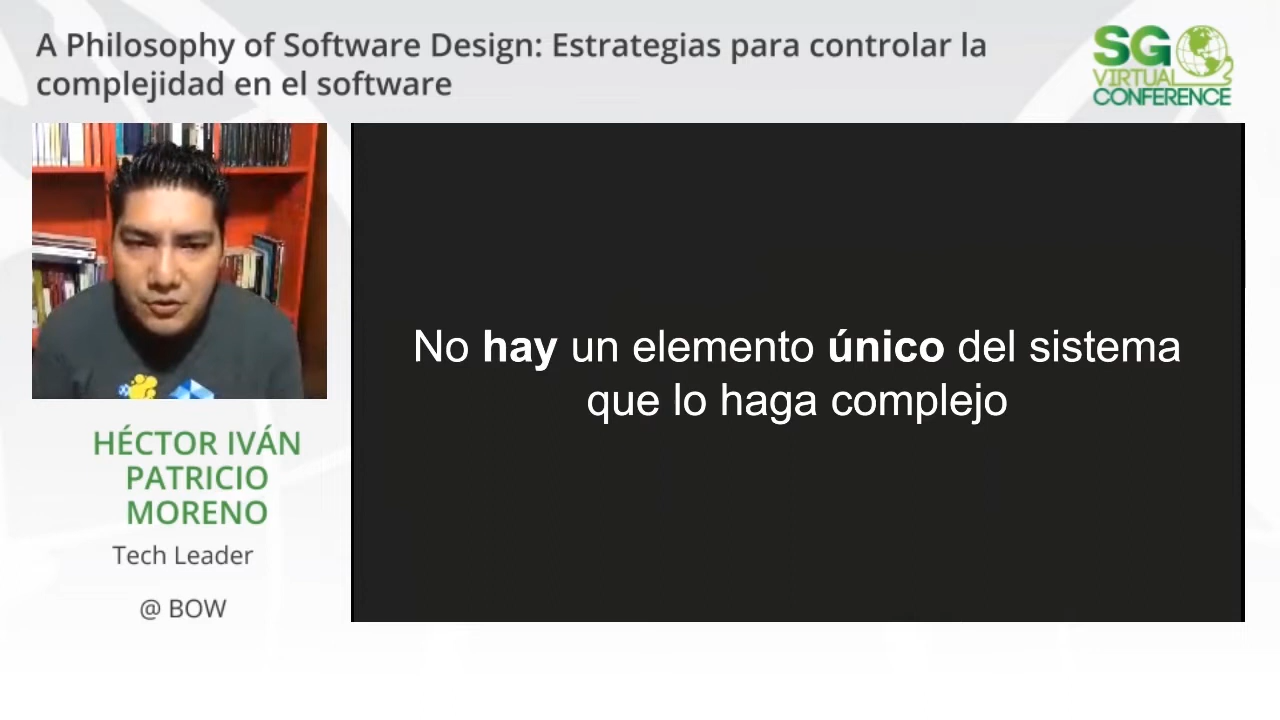 A Philosophy of Software Design: Estrategias para controlar la
complejidad en el software
SG
VIRTUAL
CONFERENCE
No hay un elemento único del sistema
que lo haga complejo
HÉCTOR IVÁN
PATRICIO
MORENO
Tech Leader
@ BOW